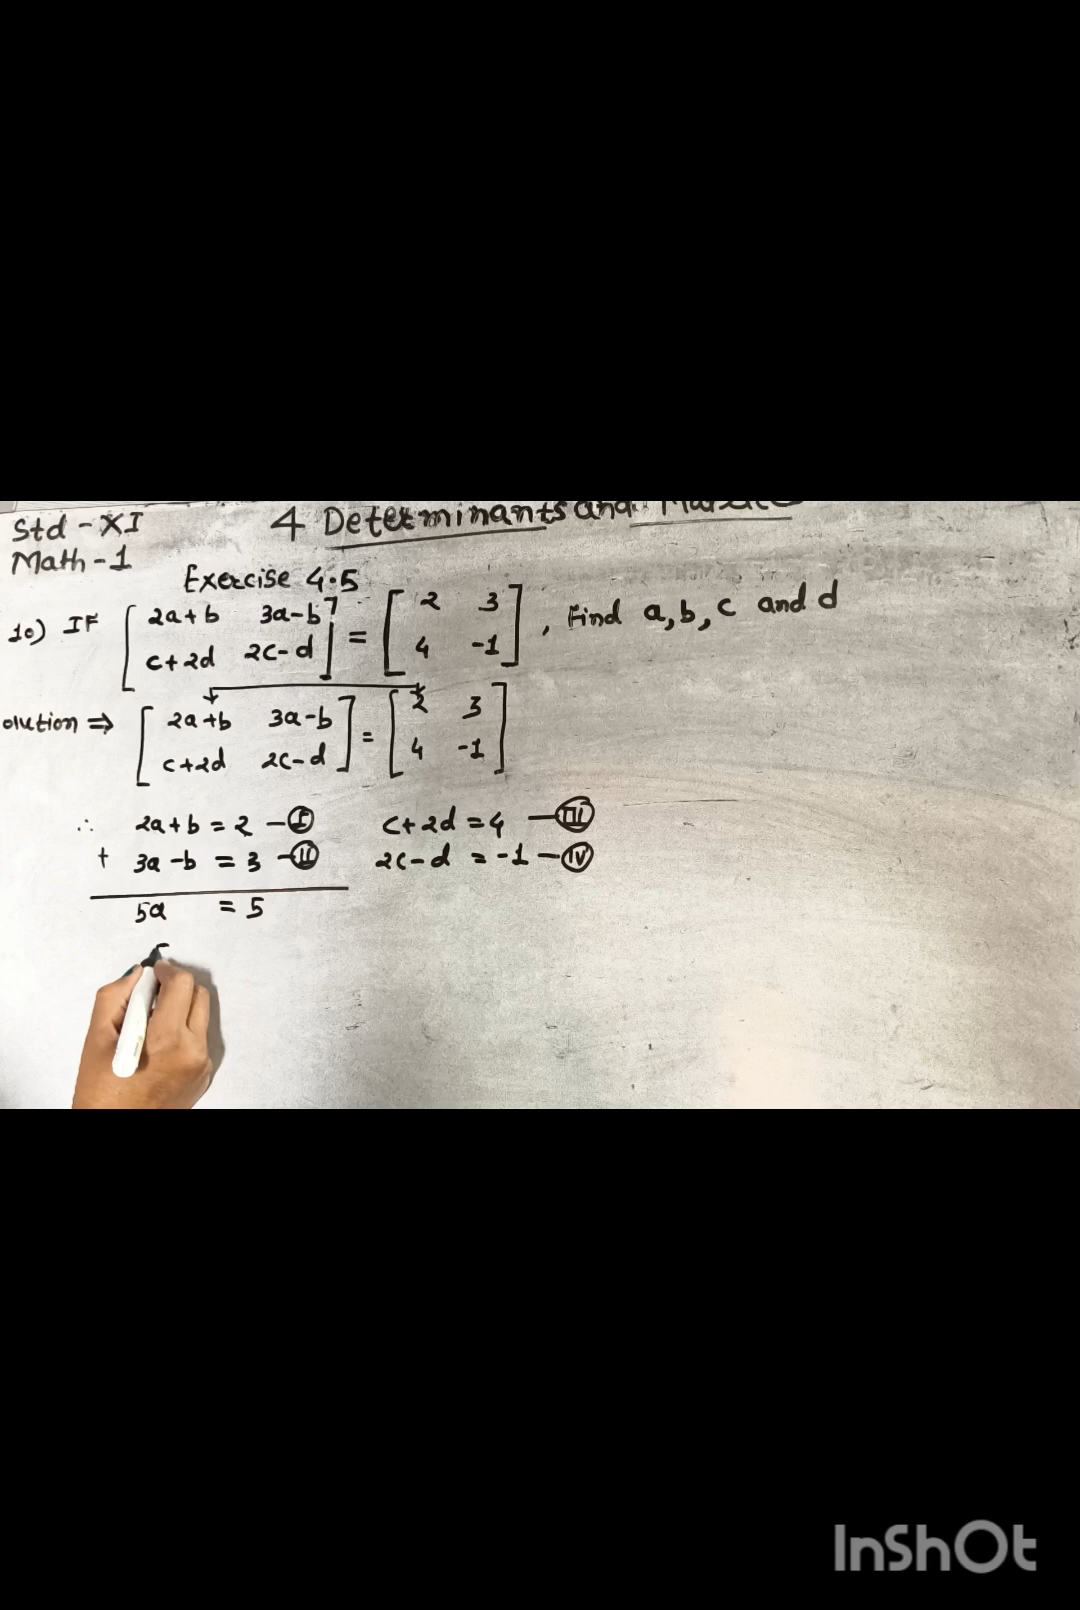 Std - XI
4 Determinants and
Math - 1
Exercise 4.5
10) IF [ 2a+b 3a-b ] = [ 2 3 ] , Find a, b, c and d
[ c+2d 2c-d ] [ 4 -1 ]
olution ⇒ [ 2a+b 3a-b ] = [ 2 3 ]
[ c+2d 2c-d ] [ 4 -1 ]
∴ 2a+b = 2 - I c+2d = 4 - III
+ 3a-b = 3 - II 2c-d = -1 - IV
5a = 5
InShOt